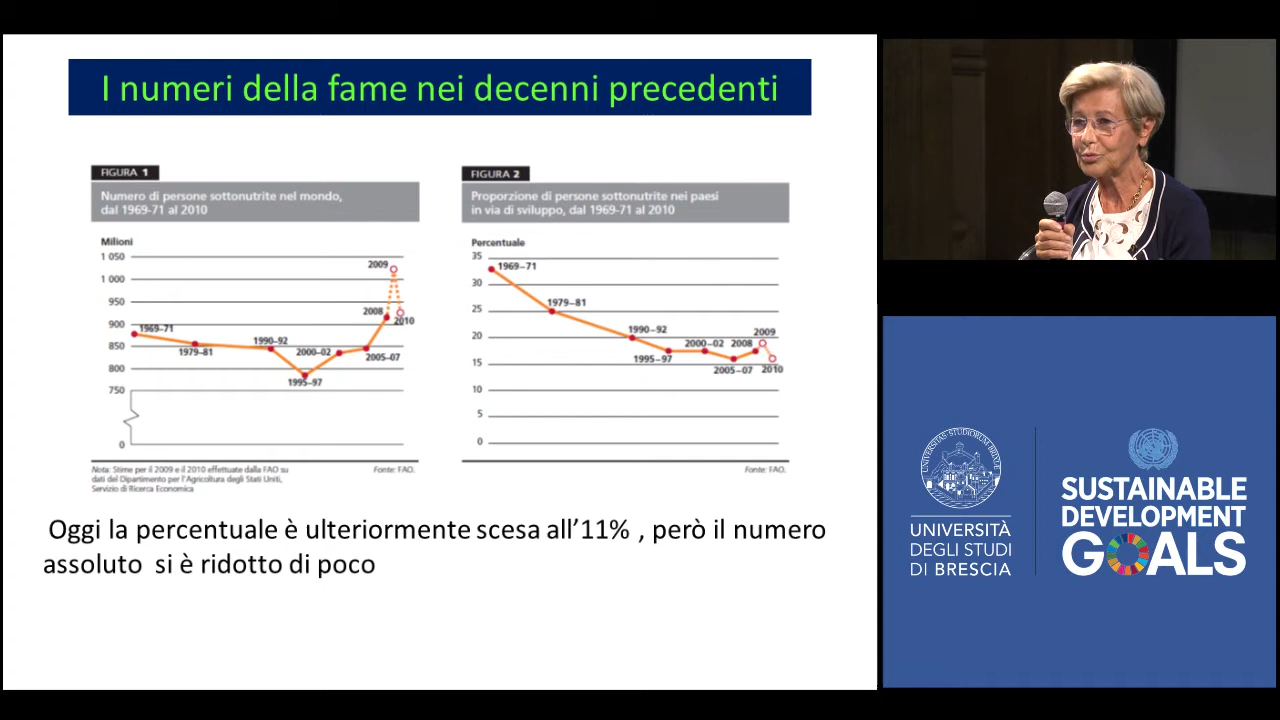 I numeri della fame nei decenni precedenti
FIGURA 1
Numero di persone sottonutrite nel mondo,
dal 1969-71 al 2010
Milioni
1 050
1 000
950
900
850
800
750
0
1969–71
1979–81
1990–92
1995–97
2000–02
2005–07
2008
2009
2010
Nota: Stime per il 2009 e il 2010 effettuate dalla FAO su
dati del Dipartimento per l'Agricoltura degli Stati Uniti,
Servizio di Ricerca Economica
Fonte: FAO.
FIGURA 2
Proporzione di persone sottonutrite nei paesi
in via di sviluppo, dal 1969-71 al 2010
Percentuale
35
30
25
20
15
10
5
0
1969–71
1979–81
1990–92
1995–97
2000–02
2005–07
2008
2009
2010
Fonte: FAO.
Oggi la percentuale è ulteriormente scesa all'11% , però il numero
assoluto si è ridotto di poco
UNIVERSITÀ
DEGLI STUDI
DI BRESCIA
SUSTAINABLE
DEVELOPMENT
GOALS